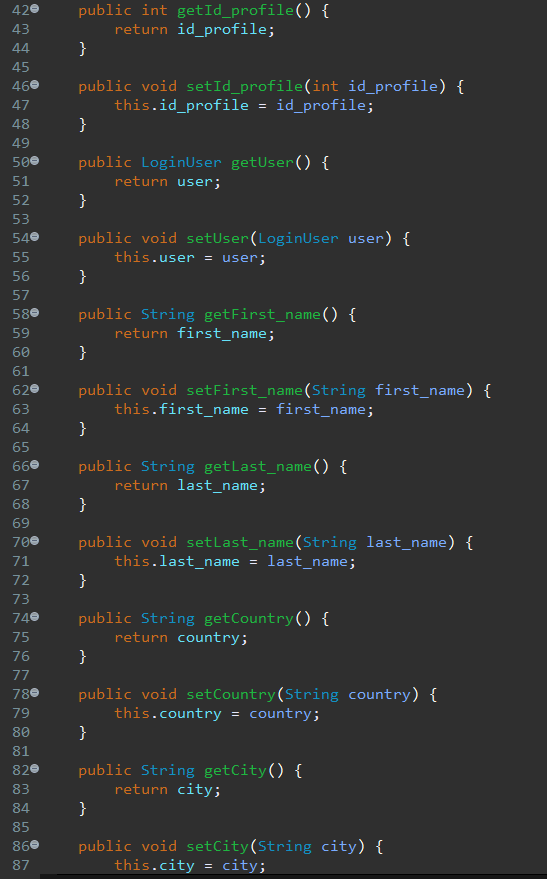 42 public int getId_profile() {
43 return id_profile;
44 }
45
46 public void setId_profile(int id_profile) {
47 this.id_profile = id_profile;
48 }
49
50 public LoginUser getUser() {
51 return user;
52 }
53
54 public void setUser(LoginUser user) {
55 this.user = user;
56 }
57
58 public String getFirst_name() {
59 return first_name;
60 }
61
62 public void setFirst_name(String first_name) {
63 this.first_name = first_name;
64 }
65
66 public String getLast_name() {
67 return last_name;
68 }
69
70 public void setLast_name(String last_name) {
71 this.last_name = last_name;
72 }
73
74 public String getCountry() {
75 return country;
76 }
77
78 public void setCountry(String country) {
79 this.country = country;
80 }
81
82 public String getCity() {
83 return city;
84 }
85
86 public void setCity(String city) {
87 this.city = city;